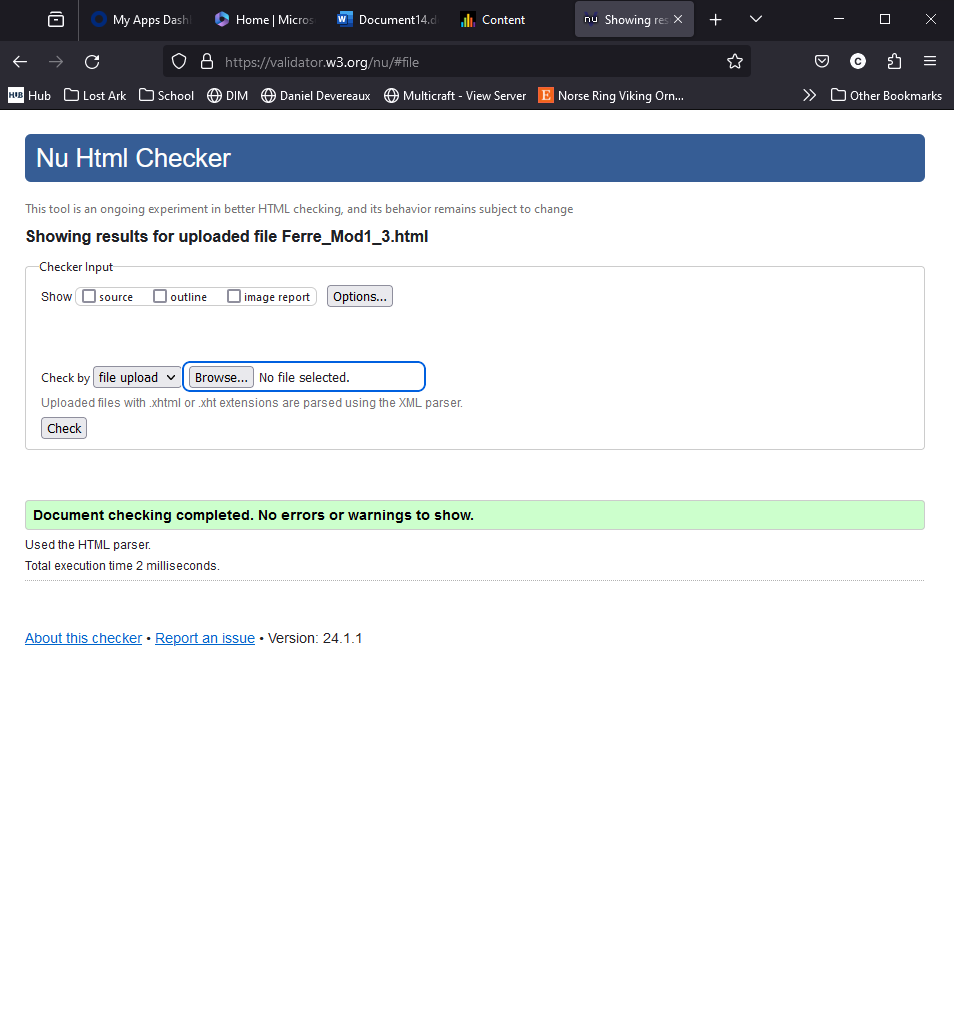 My Apps Dash Home | Micros Document14.d Content nu Showing res
https://validator.w3.org/nu/#file
HIB Hub Lost Ark School DIM Daniel Devereaux Multicraft - View Server E Norse Ring Viking Orn... Other Bookmarks
Nu Html Checker
This tool is an ongoing experiment in better HTML checking, and its behavior remains subject to change
Showing results for uploaded file Ferre_Mod1_3.html
Checker Input
Show source outline image report Options...
Check by file upload Browse... No file selected.
Uploaded files with .xhtml or .xht extensions are parsed using the XML parser.
Check
Document checking completed. No errors or warnings to show.
Used the HTML parser.
Total execution time 2 milliseconds.
About this checker • Report an issue • Version: 24.1.1